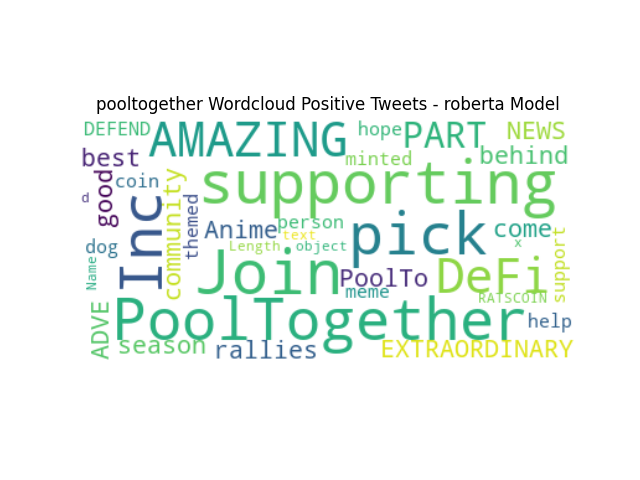 pooltogether Wordcloud Positive Tweets - roberta Model
DEFEND
AMAZING
hope
PART
NEWS
best
minted
behind
coin
supporting
d
good
Inc
community
themed
Anime
person
text
pick
come
x
dog
Length
object
Join
PoolTo
DeFi
support
Name
meme
RATSCOIN
ADVE
PoolTogether
help
season
rallies
EXTRAORDINARY